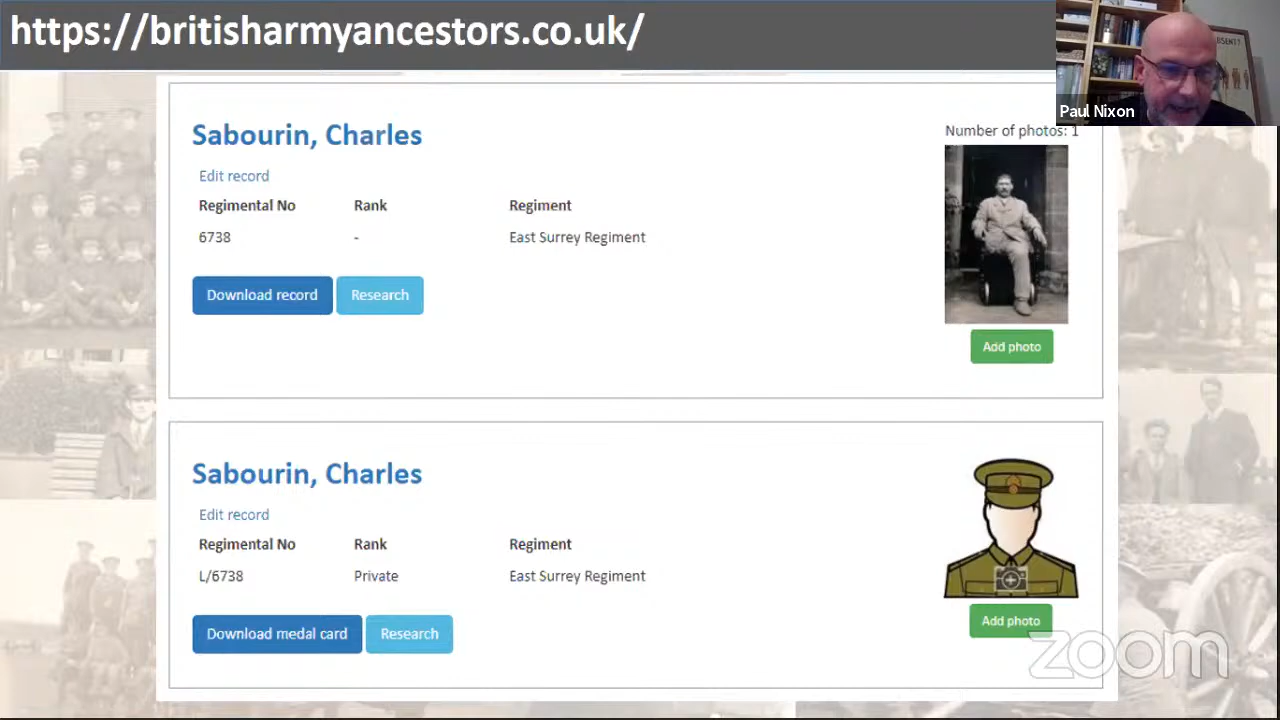 https://britisharmyancestors.co.uk/
Paul Nixon
Sabourin, Charles
Number of photos: 1
Edit record
Regimental No Rank Regiment
6738 - East Surrey Regiment
Download record Research
Add photo
Sabourin, Charles
Edit record
Regimental No Rank Regiment
L/6738 Private East Surrey Regiment
Download medal card Research
Add photo
zoom